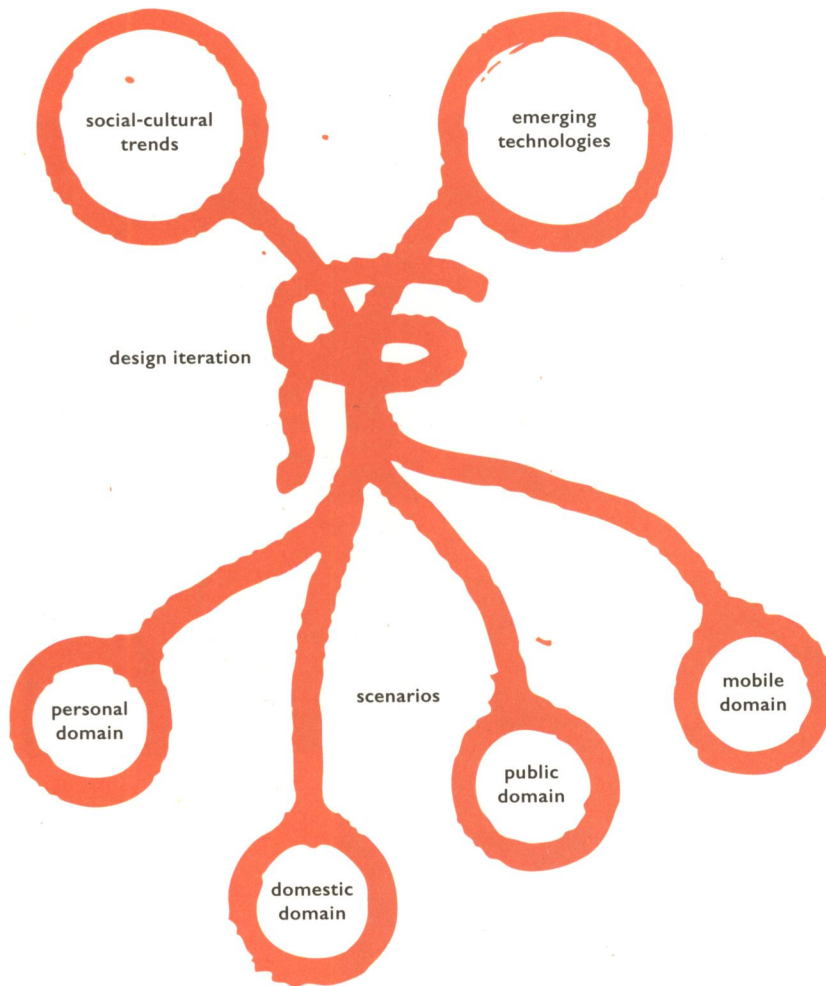 social-cultural
trends
emerging
technologies
design iteration
personal
domain
scenarios
mobile
domain
public
domain
domestic
domain